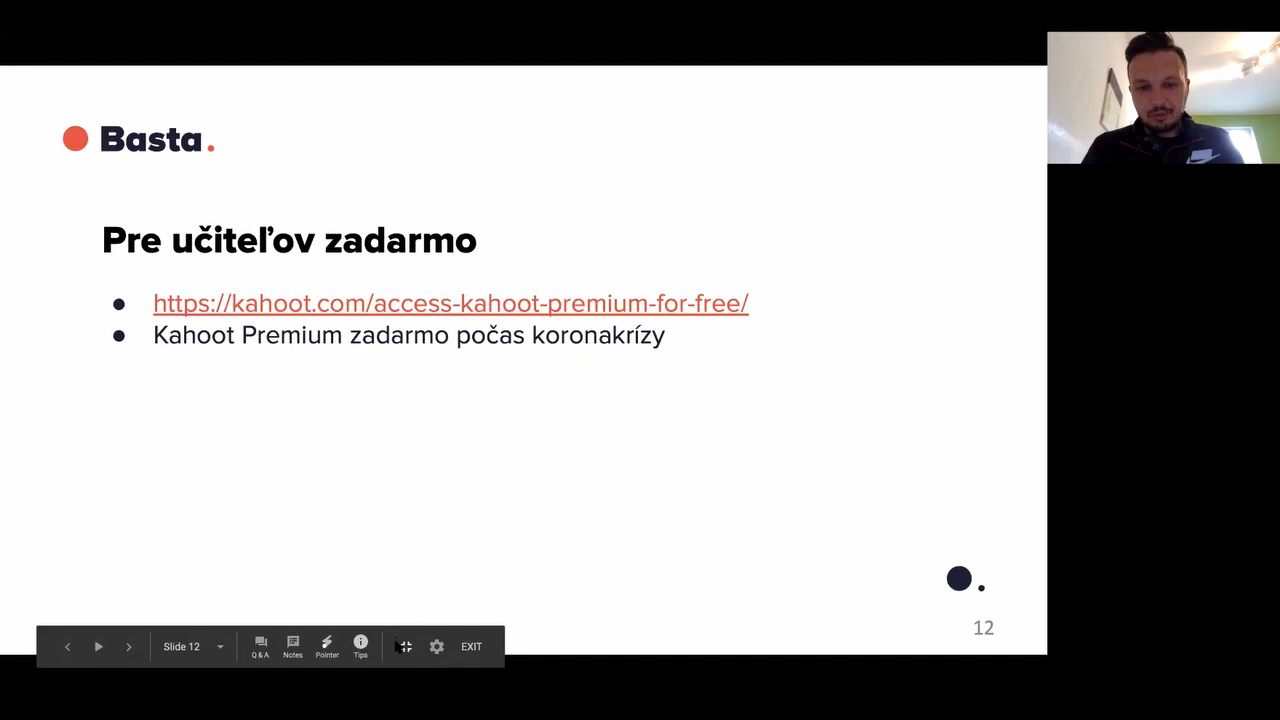 Basta.
Pre učiteľov zadarmo
https://kahoot.com/access-kahoot-premium-for-free/
Kahoot Premium zadarmo počas koronakrízy
12
Slide 12
Q & A
Notes
Pointer
Tips
EXIT